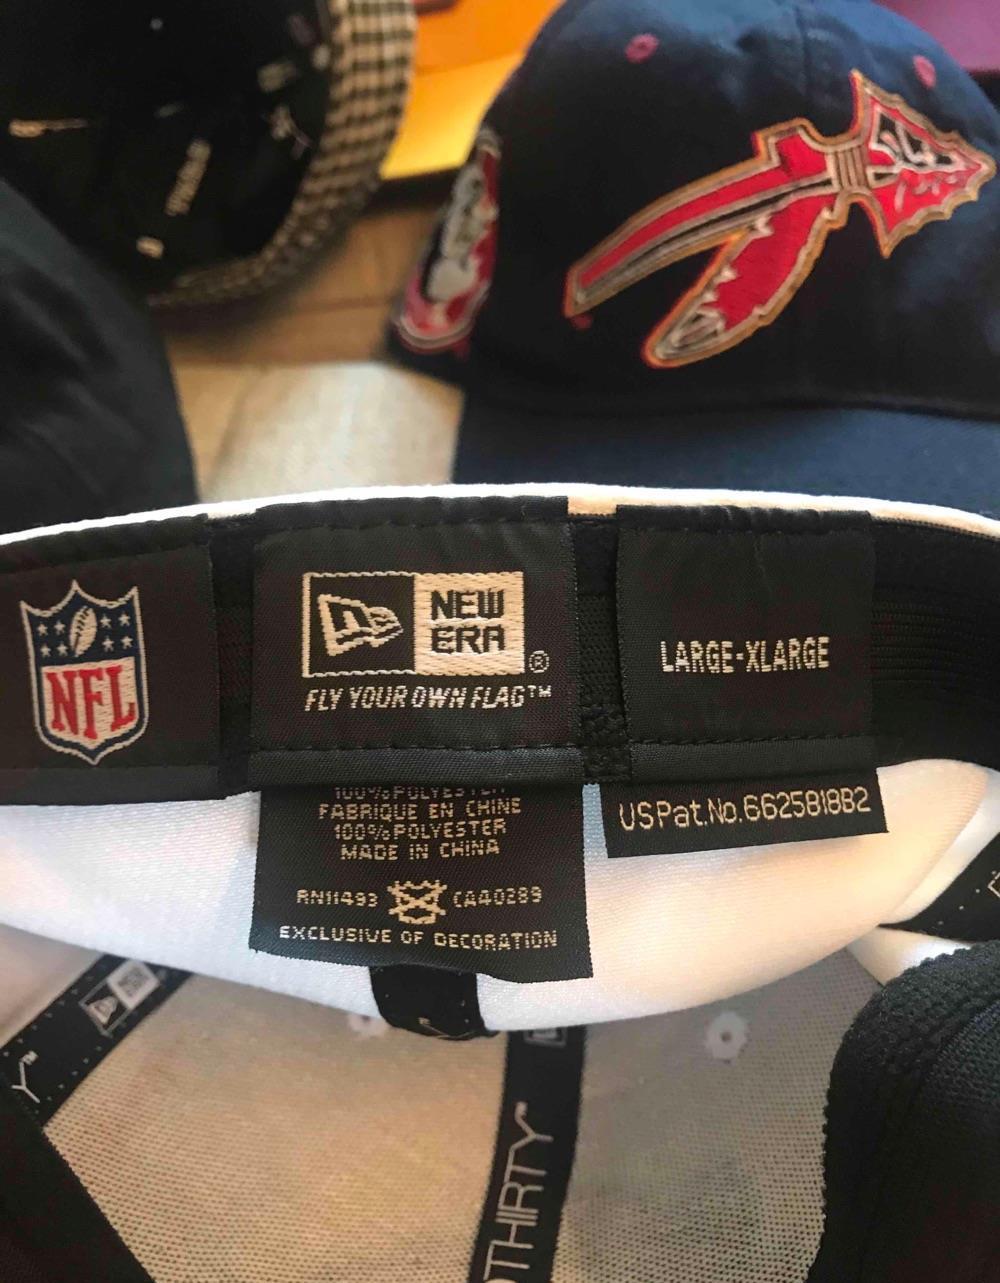 NFL
NEW
ERA
®
FLY YOUR OWN FLAG™
LARGE-XLARGE
100% POLYESTER
FABRIQUE EN CHINE
100% POLYESTER
MADE IN CHINA
RN11493 CA40289
EXCLUSIVE OF DECORATION
USPat.No.6625818B2
Y™
THIRTY